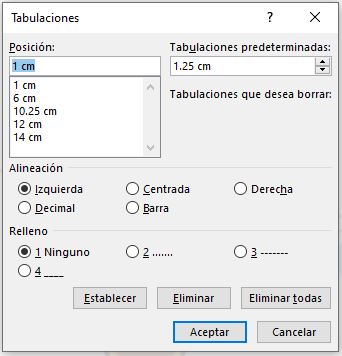 Tabulaciones ? ×
Posición: Tabulaciones predeterminadas:
1 cm 1.25 cm
Tabulaciones que desea borrar:
1 cm
6 cm
10.25 cm
12 cm
14 cm
Alineación
Izquierda Centrada Derecha
Decimal Barra
Relleno
1 Ninguno 2 ....... 3 -------
4 ____
Establecer Eliminar Eliminar todas
Aceptar Cancelar